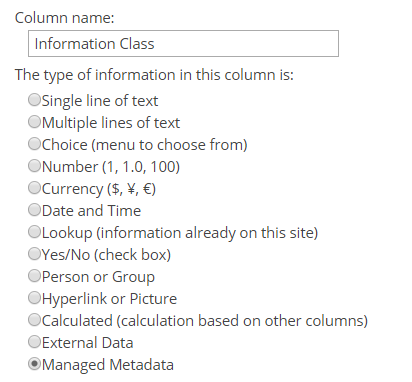 Column name:
Information Class
The type of information in this column is:
Single line of text
Multiple lines of text
Choice (menu to choose from)
Number (1, 1.0, 100)
Currency ($, ¥, €)
Date and Time
Lookup (information already on this site)
Yes/No (check box)
Person or Group
Hyperlink or Picture
Calculated (calculation based on other columns)
External Data
Managed Metadata